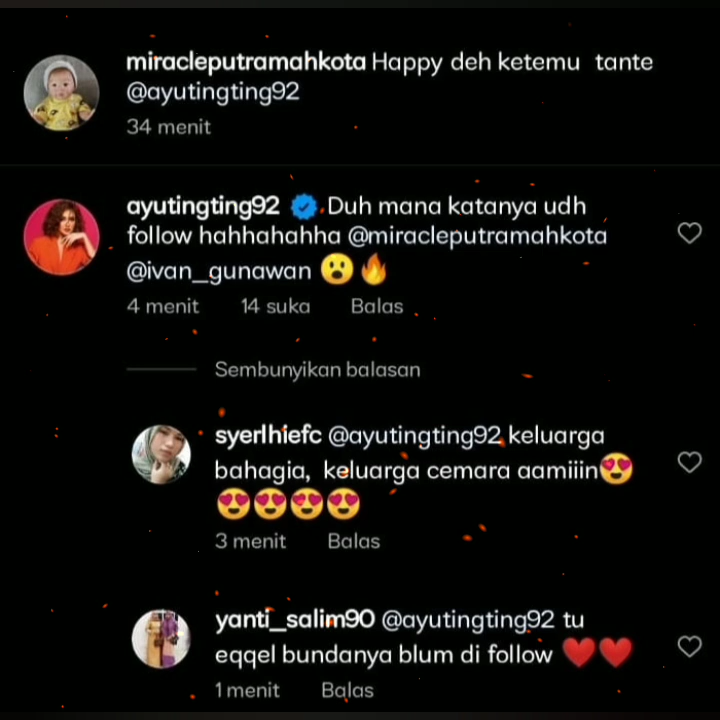 miracleputramahkota Happy deh ketemu tante
@ayutingting92
34 menit
ayutingting92 Duh mana katanya udh
follow hahhahahha @miracleputramahkota
@ivan_gunawan 😮🔥
4 menit 14 suka Balas
Sembunyikan balasan
syerlhiefc @ayutingting92 keluarga
bahagia, keluarga cemara aamiiin😍
😍😍😍😍
3 menit Balas
yanti_salim90 @ayutingting92 tu
eqqel bundanya blum di follow ❤️❤️
1 menit Balas